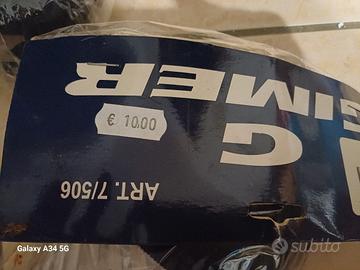 GIMER
G
€ 10.00
ART. 7/506
Galaxy A34 5G
subito